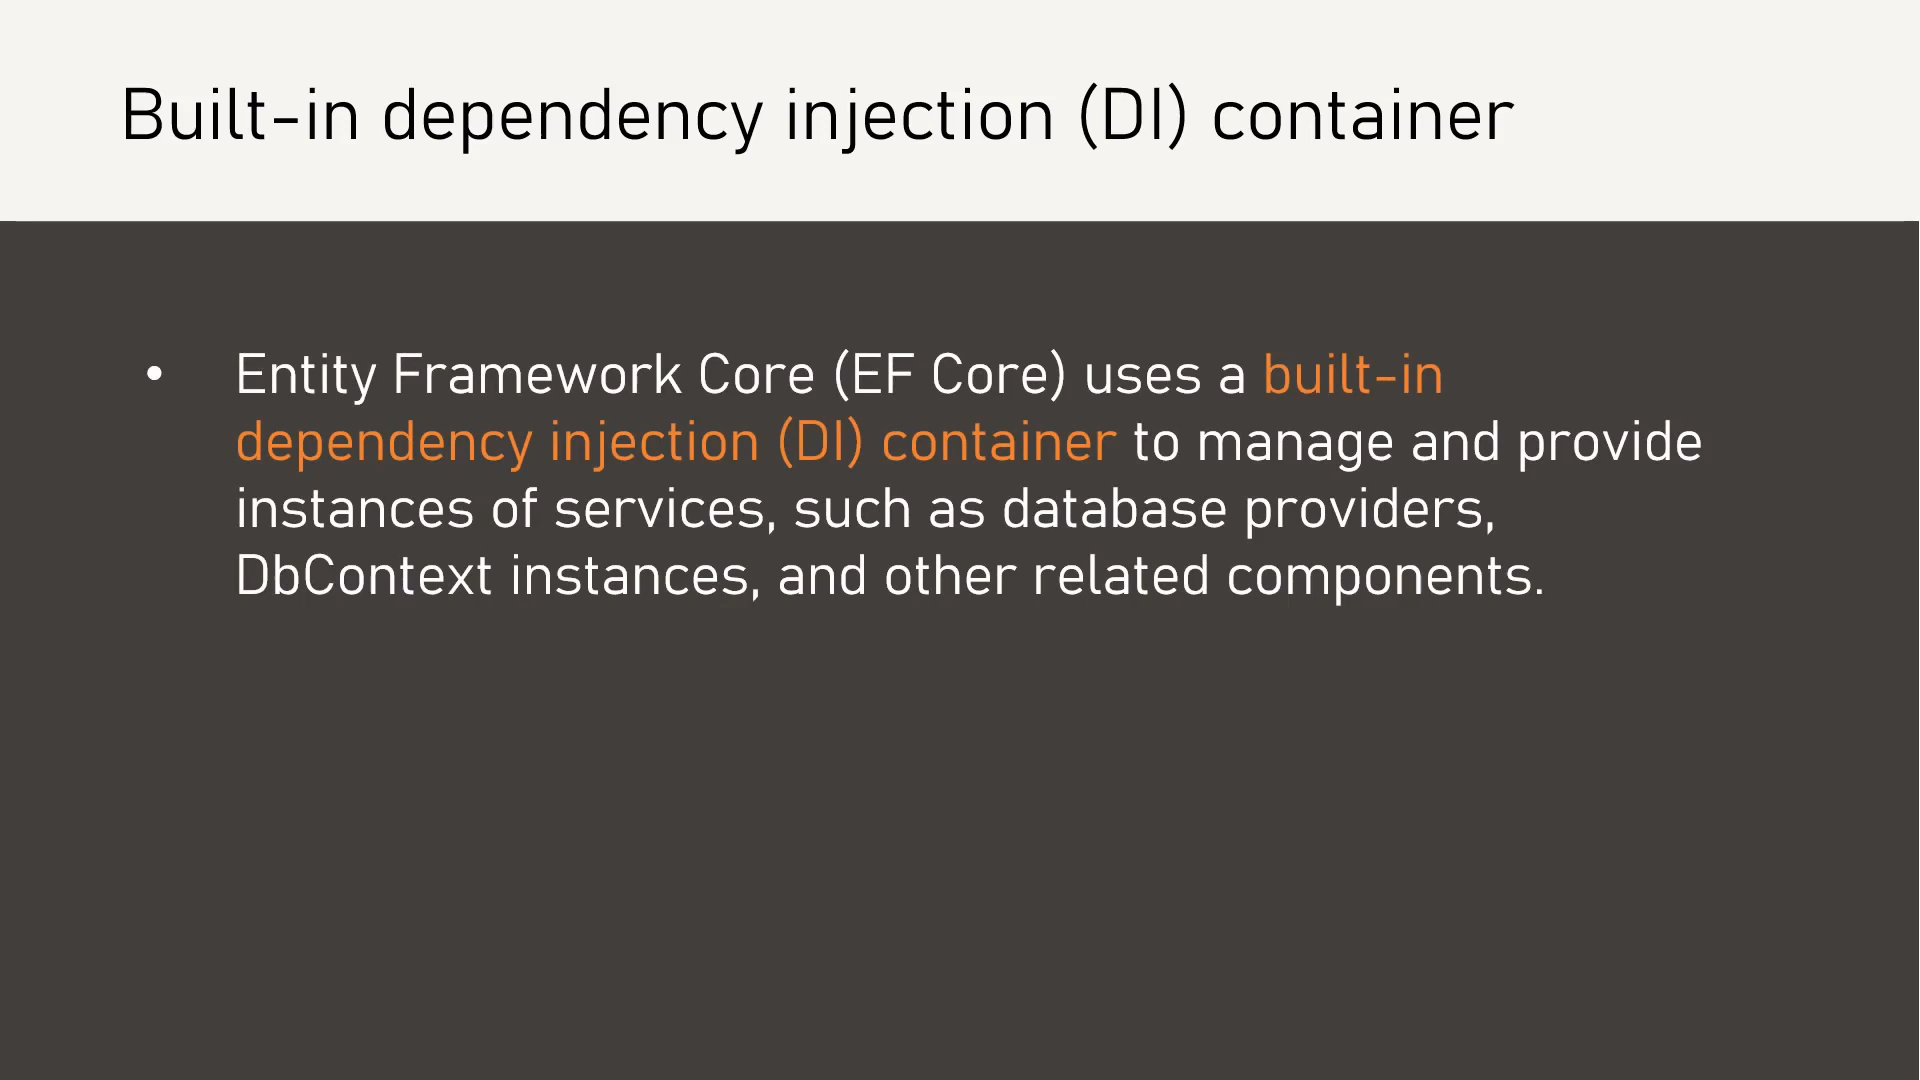 Built-in dependency injection (DI) container
• Entity Framework Core (EF Core) uses a built-in
dependency injection (DI) container to manage and provide
instances of services, such as database providers,
DbContext instances, and other related components.